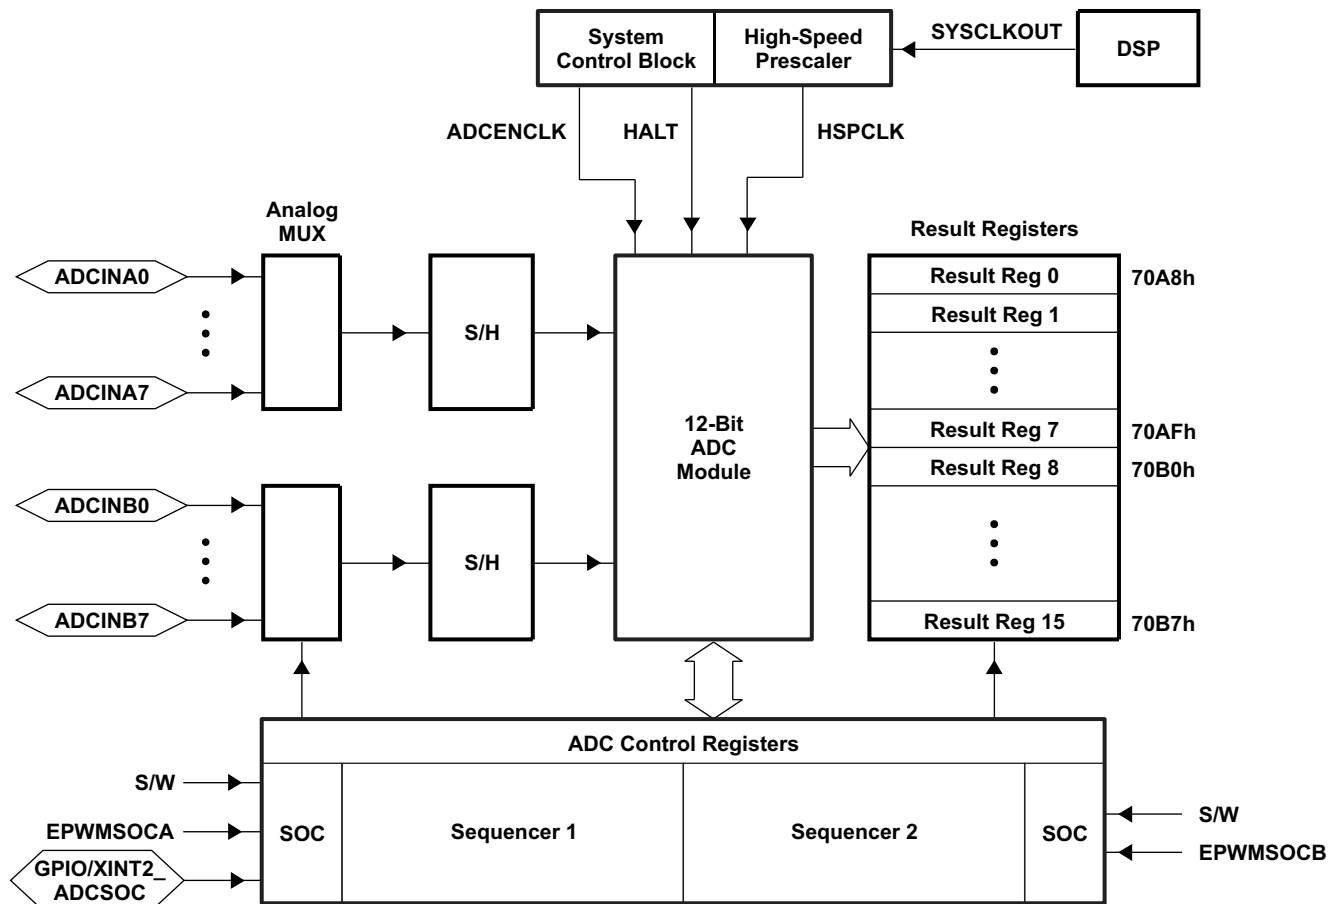 System
Control Block
High-Speed
Prescaler
SYSCLKOUT
DSP
ADCENCLK
HALT
HSPCLK
Analog
MUX
Result Registers
ADCINA0
ADCINA7
S/H
ADCINB0
ADCINB7
S/H
12-Bit
ADC
Module
Result Reg 0
70A8h
Result Reg 1
Result Reg 7
70AFh
Result Reg 8
70B0h
Result Reg 15
70B7h
ADC Control Registers
S/W
EPWMSOCA
GPIO/XINT2_
ADCSOC
SOC
Sequencer 1
Sequencer 2
SOC
S/W
EPWMSOCB